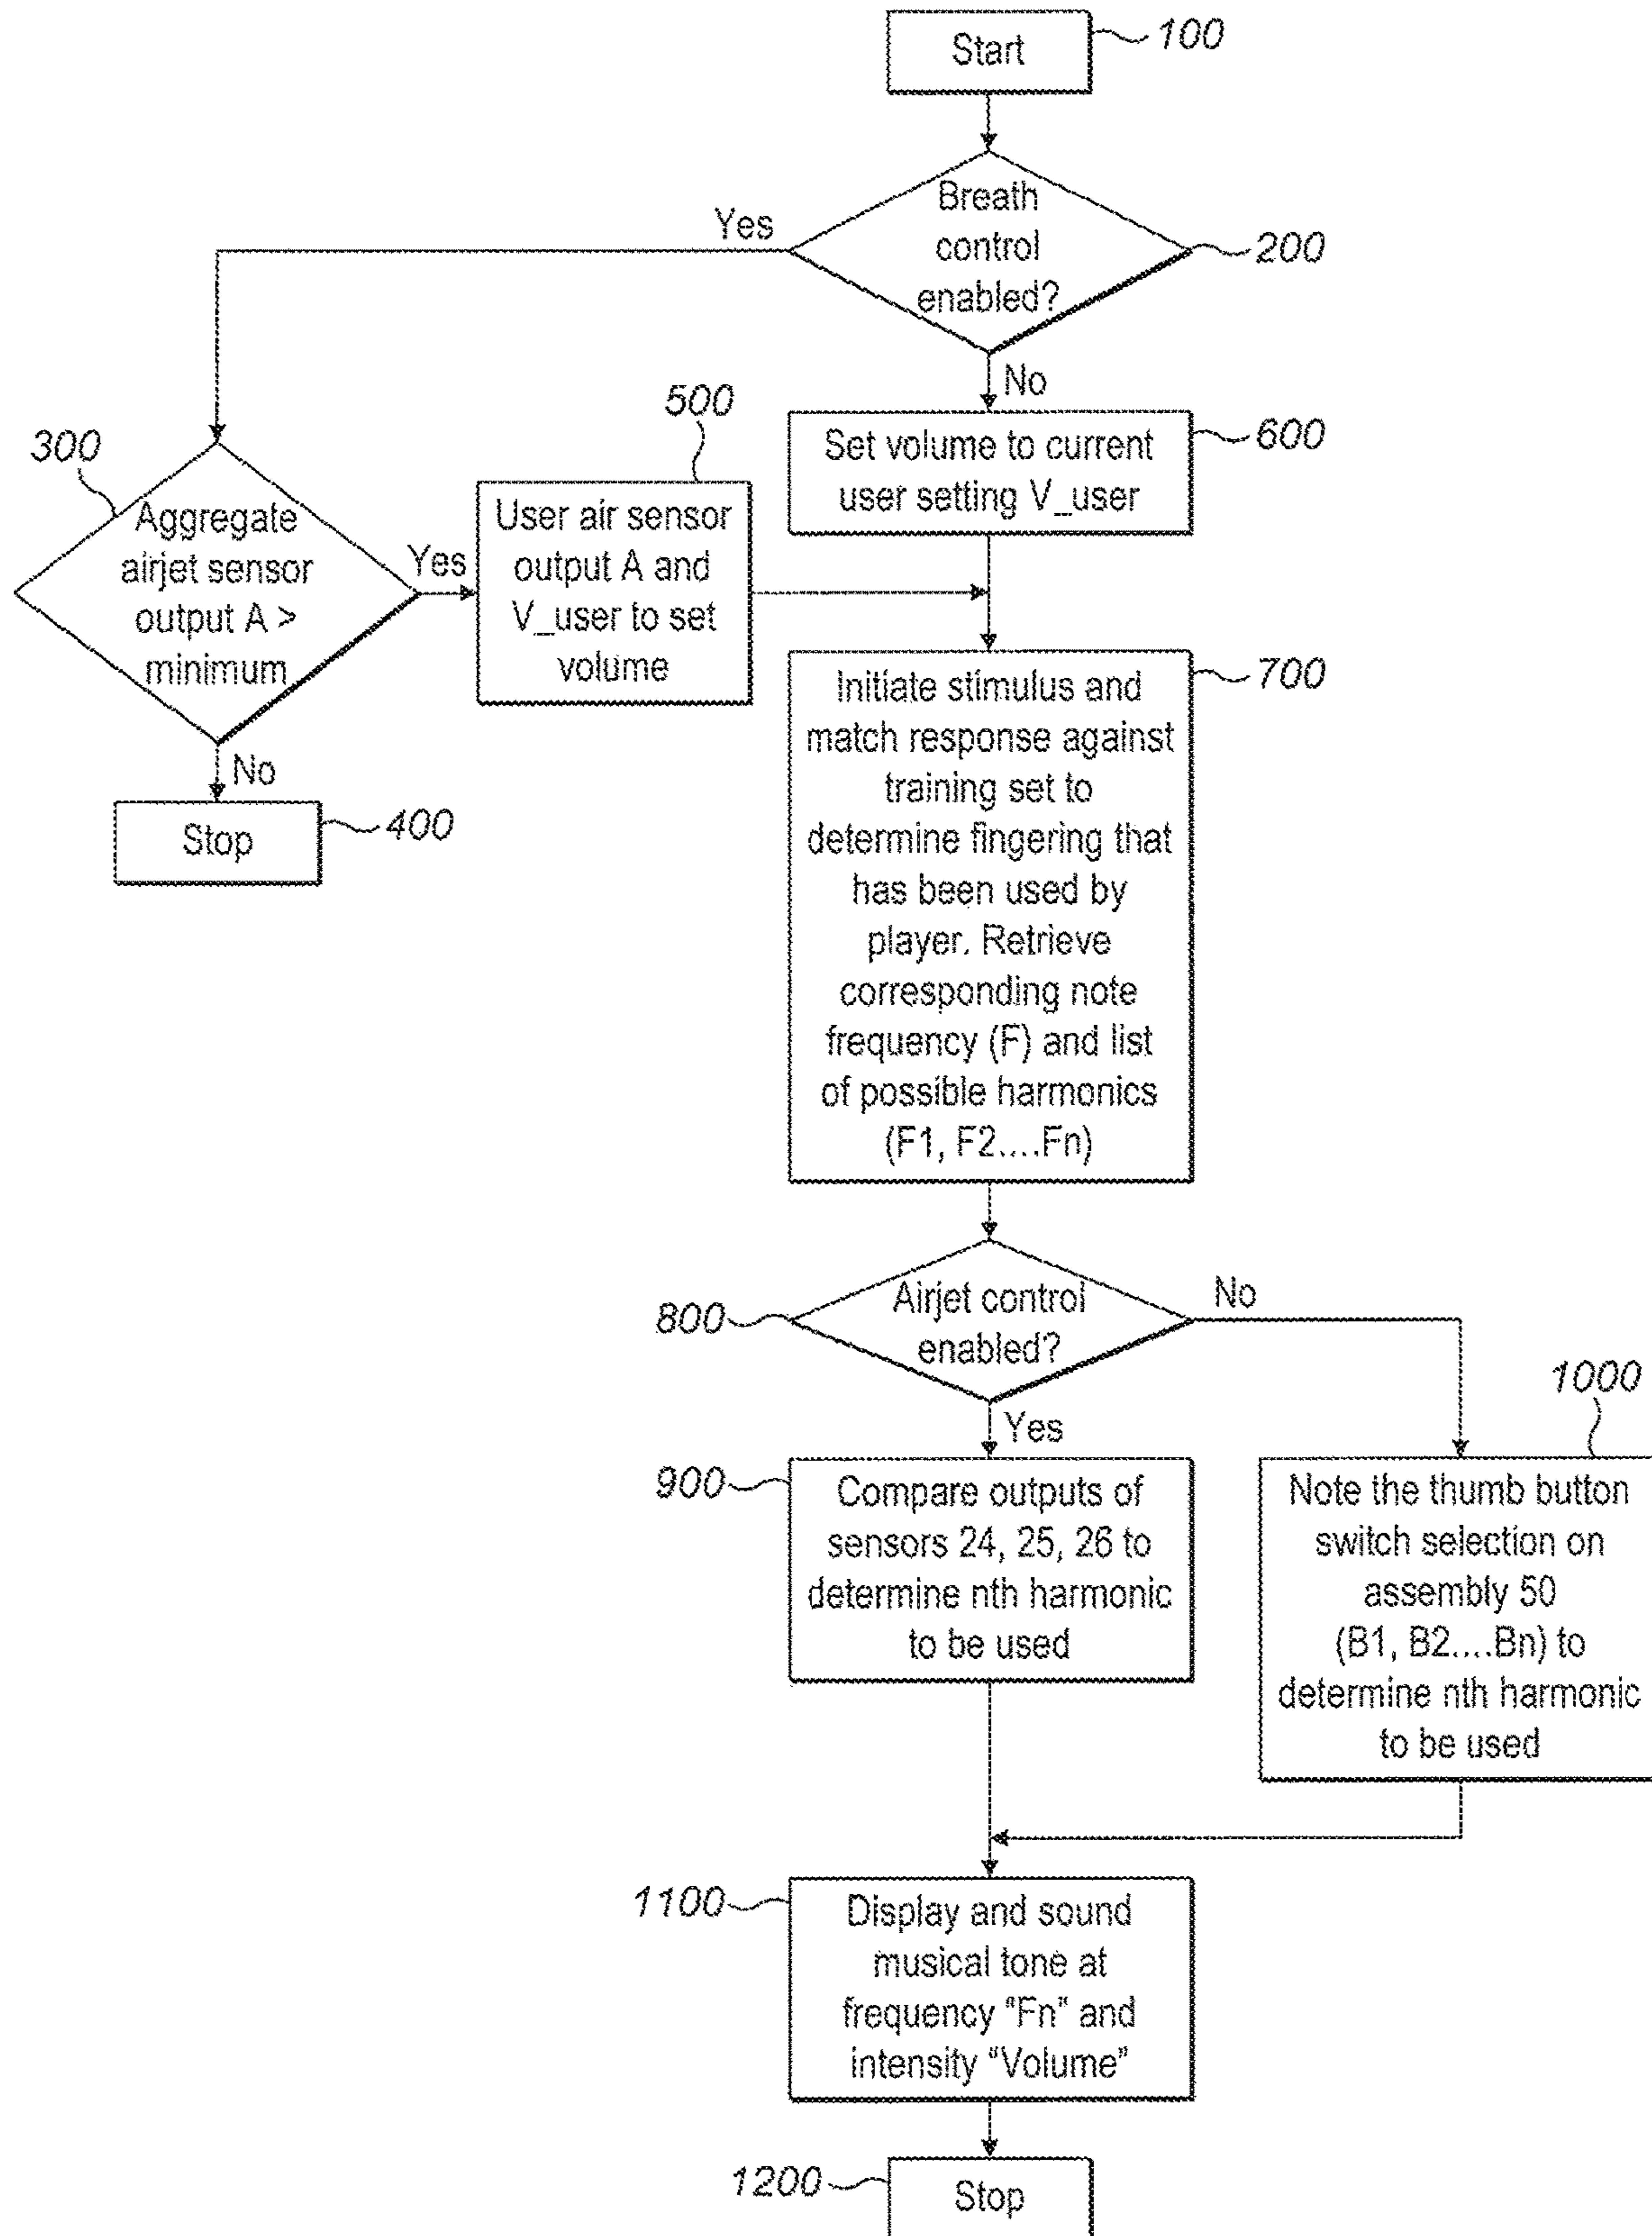 Start
100
Breath
control
enabled?
200
Yes
No
Set volume to current
user setting V_user
600
300
Aggregate
airjet sensor
output A >
minimum
Yes
500
User air sensor
output A and
V_user to set
volume
No
Stop
400
Initiate stimulus and
match response against
training set to
determine fingering that
has been used by
player. Retrieve
corresponding note
frequency (F) and list
of possible harmonics
(F1, F2....Fn)
700
800
Airjet control
enabled?
No
Yes
900
Compare outputs of
sensors 24, 25, 26 to
determine nth harmonic
to be used
1000
Note the thumb button
switch selection on
assembly 50
(B1, B2....Bn) to
determine nth harmonic
to be used
1100
Display and sound
musical tone at
frequency "Fn" and
intensity "Volume"
1200
Stop